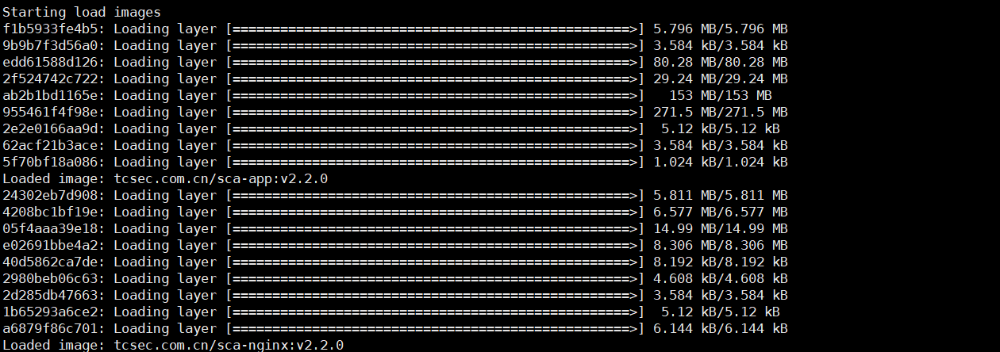 Starting load images
f1b5933fe4b5: Loading layer [==================================================>] 5.796 MB/5.796 MB
9b9b7f3d56a0: Loading layer [==================================================>] 3.584 kB/3.584 kB
edd61588d126: Loading layer [==================================================>] 80.28 MB/80.28 MB
2f524742c722: Loading layer [==================================================>] 29.24 MB/29.24 MB
ab2b1bd1165e: Loading layer [==================================================>]   153 MB/153 MB
955461f4f98e: Loading layer [==================================================>] 271.5 MB/271.5 MB
2e2e0166aa9d: Loading layer [==================================================>]  5.12 kB/5.12 kB
62acf21b3ace: Loading layer [==================================================>] 3.584 kB/3.584 kB
5f70bf18a086: Loading layer [==================================================>] 1.024 kB/1.024 kB
Loaded image: tcsec.com.cn/sca-app:v2.2.0
24302eb7d908: Loading layer [==================================================>] 5.811 MB/5.811 MB
4208bc1bf19e: Loading layer [==================================================>] 6.577 MB/6.577 MB
05f4aaa39e18: Loading layer [==================================================>] 14.99 MB/14.99 MB
e02691bbe4a2: Loading layer [==================================================>] 8.306 MB/8.306 MB
40d5862ca7de: Loading layer [==================================================>] 8.192 kB/8.192 kB
2980beb06c63: Loading layer [==================================================>] 4.608 kB/4.608 kB
2d285db47663: Loading layer [==================================================>] 3.584 kB/3.584 kB
1b65293a6ce2: Loading layer [==================================================>]  5.12 kB/5.12 kB
a6879f86c701: Loading layer [==================================================>] 6.144 kB/6.144 kB
Loaded image: tcsec.com.cn/sca-nginx:v2.2.0